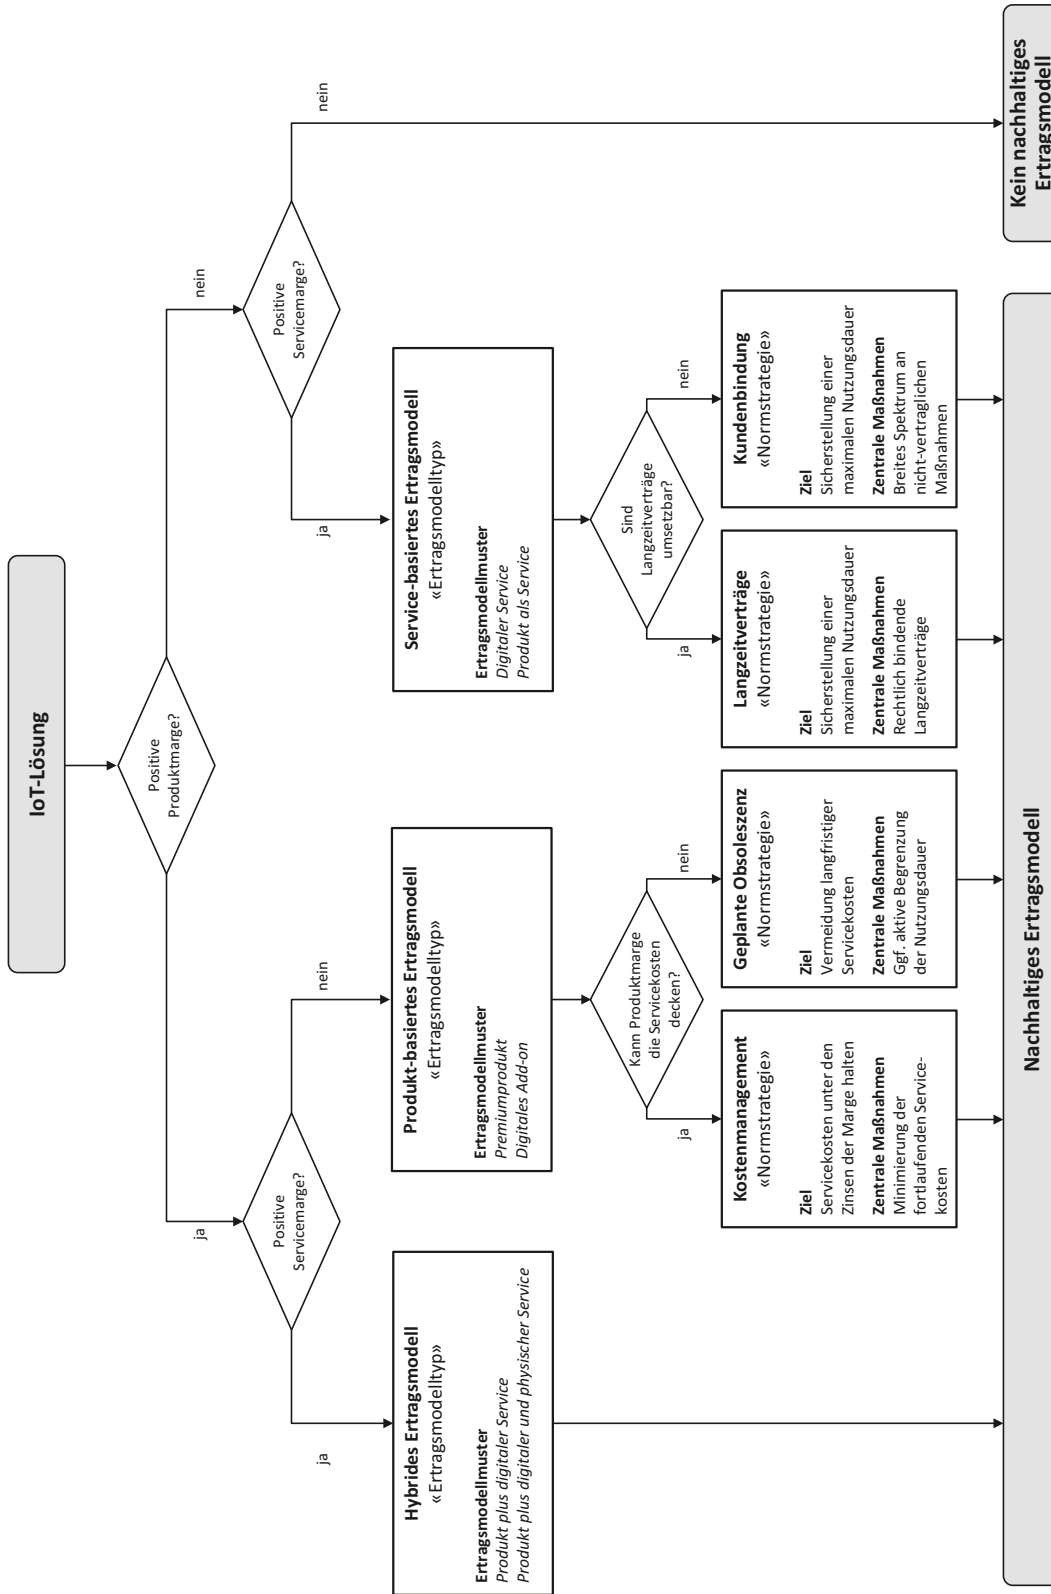 IoT-Lösung
Positive
Produktmarge?
ja
nein
Positive
Servicemarge?
Positive
Servicemarge?
ja
nein
ja
nein
Hybrides Ertragsmodell
«Ertragsmodelltyp»
Ertragsmodellmuster
Produkt plus digitaler Service
Produkt plus digitaler und physischer Service
Produkt-basiertes Ertragsmodell
«Ertragsmodelltyp»
Ertragsmodellmuster
Premiumprodukt
Digitales Add-on
Service-basiertes Ertragsmodell
«Ertragsmodelltyp»
Ertragsmodellmuster
Digitaler Service
Produkt als Service
Kann Produktmarge
die Servicekosten
decken?
ja
nein
Sind
Langzeitverträge
umsetzbar?
ja
nein
Kostenmanagement
«Normstrategie»
Ziel
Servicekosten unter den
Zinsen der Marge halten
Zentrale Maßnahmen
Minimierung der
fortlaufenden Service-
kosten
Geplante Obsoleszenz
«Normstrategie»
Ziel
Vermeidung langfristiger
Servicekosten
Zentrale Maßnahmen
Ggf. aktive Begrenzung
der Nutzungsdauer
Langzeitverträge
«Normstrategie»
Ziel
Sicherstellung einer
maximalen Nutzungsdauer
Zentrale Maßnahmen
Rechtlich bindende
Langzeitverträge
Kundenbindung
«Normstrategie»
Ziel
Sicherstellung einer
maximalen Nutzungsdauer
Zentrale Maßnahmen
Breites Spektrum an
nicht-vertraglichen
Maßnahmen
Nachhaltiges Ertragsmodell
Kein nachhaltiges
Ertragsmodell